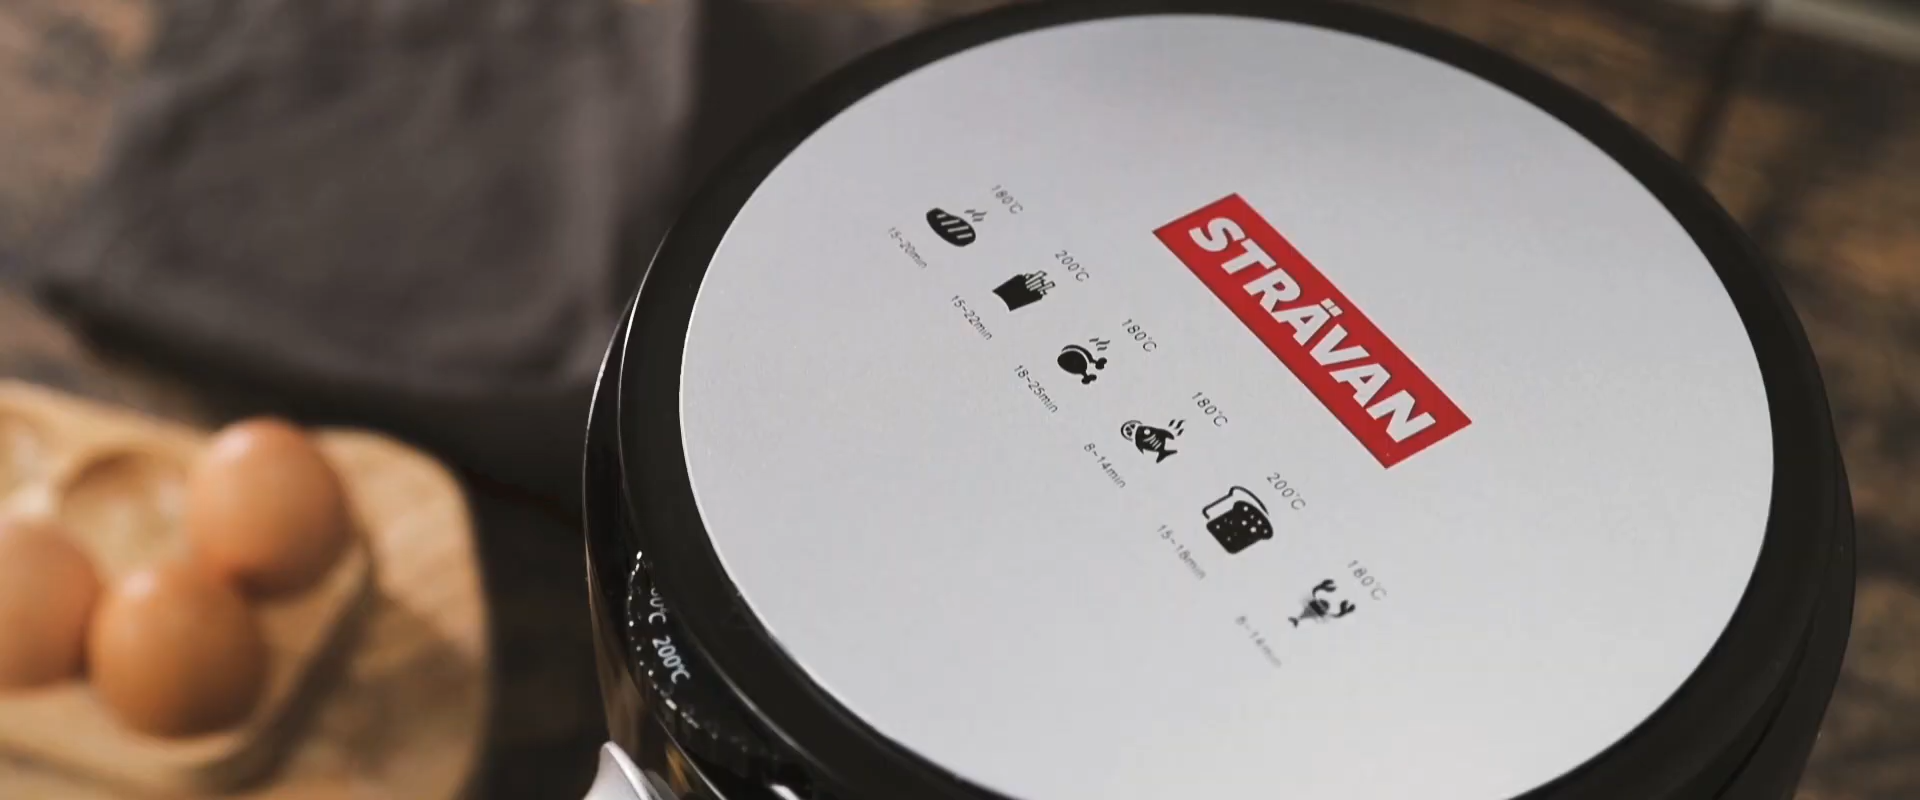 STRÄVAN
180℃
15-20min
200℃
15-22min
180℃
18-25min
180℃
8-14min
200℃
15-18min
180℃
8-14min
200℃